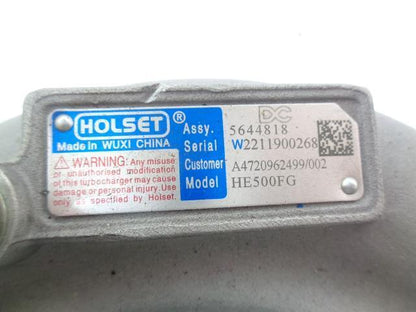 HOLSET ®
Made in WUXI CHINA
DC
Assy. 5644818
Serial W2211900268
Customer A4720962499/002
Model HE500FG
⚠ WARNING: Any misuse
or unauthorised modification
of this turbocharger may cause
damage or personal injury. Use
only as specified by Holset.